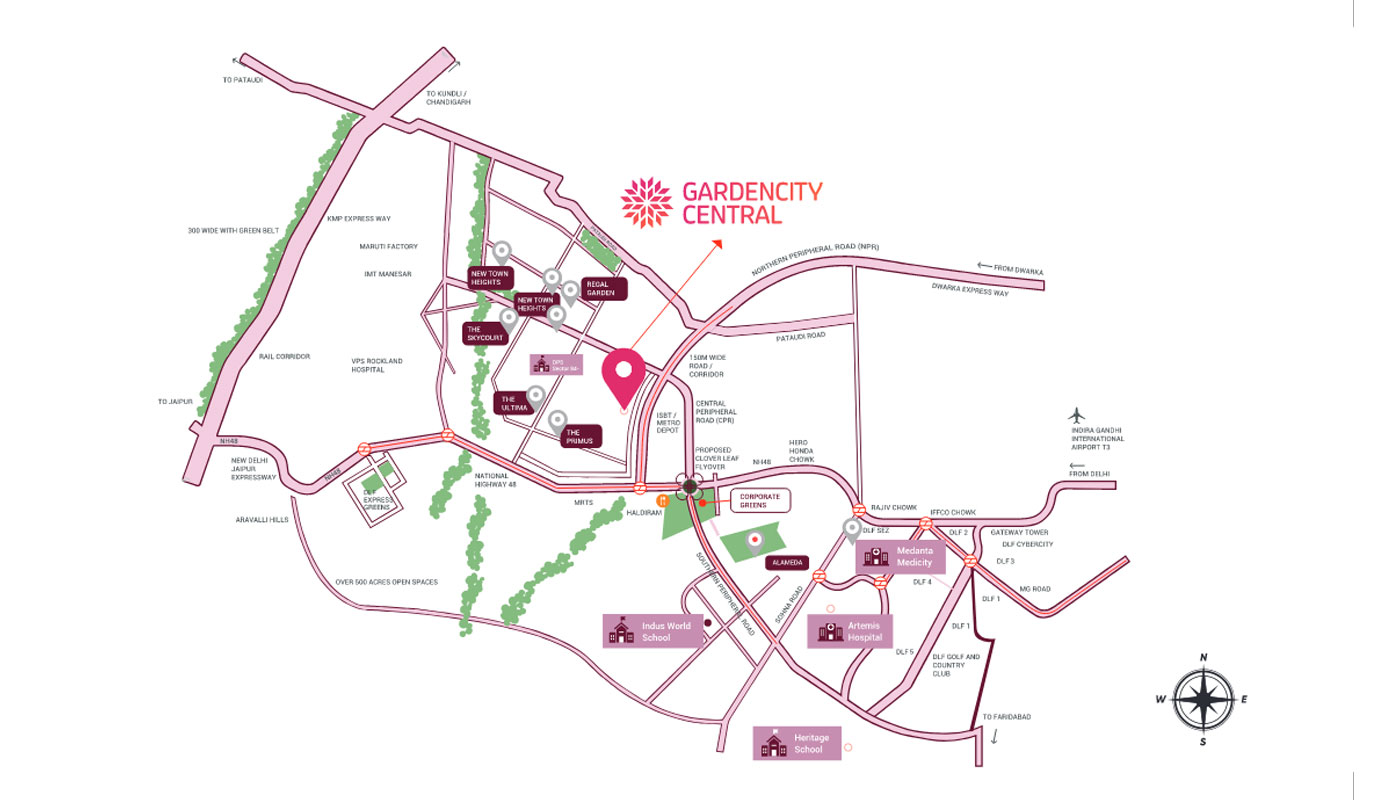 TO PATAUDI
TO KUNDLI /
CHANDIGARH
GARDENCITY
CENTRAL
KMP EXPRESS WAY
300 WIDE WITH GREEN BELT
MARUTI FACTORY
IMT MANESAR
PATAUDI ROAD
NORTHERN PERIPHERAL ROAD (NPR)
FROM DWARKA
DWARKA EXPRESS WAY
NEW TOWN
HEIGHTS
REGAL
GARDEN
NEW TOWN
HEIGHTS
THE
SKYCOURT
PATAUDI ROAD
RAIL CORRIDOR
VPS ROCKLAND
HOSPITAL
DPS
150M WIDE
ROAD /
CORRIDOR
TO JAIPUR
THE
ULTIMA
THE
PRIMUS
ISBT /
METRO
DEPOT
CENTRAL
PERIPHERAL
ROAD (CPR)
INDIRA GANDHI
INTERNATIONAL
AIRPORT T3
NH48
NEW DELHI
JAIPUR
EXPRESSWAY
NH48
PROPOSED
CLOVER LEAF
FLYOVER
NH48
HERO
HONDA
CHOWK
FROM DELHI
NATIONAL
HIGHWAY 48
DLF
EXPRESS
GREENS
MRTS
HALDIRAM
CORPORATE
GREENS
RAJIV CHOWK
IFFCO CHOWK
ARAVALLI HILLS
DLF SEZ
DLF 2
GATEWAY TOWER
DLF CYBERCITY
Medanta
Medicity
DLF 3
ALAMEDA
OVER 500 ACRES OPEN SPACES
SOUTHERN PERIPHERAL ROAD
SOHNA ROAD
DLF 4
MG ROAD
DLF 1
Indus World
School
Artemis
Hospital
DLF 1
DLF 5
DLF GOLF AND
COUNTRY
CLUB
N
W
E
S
TO FARIDABAD
Heritage
School